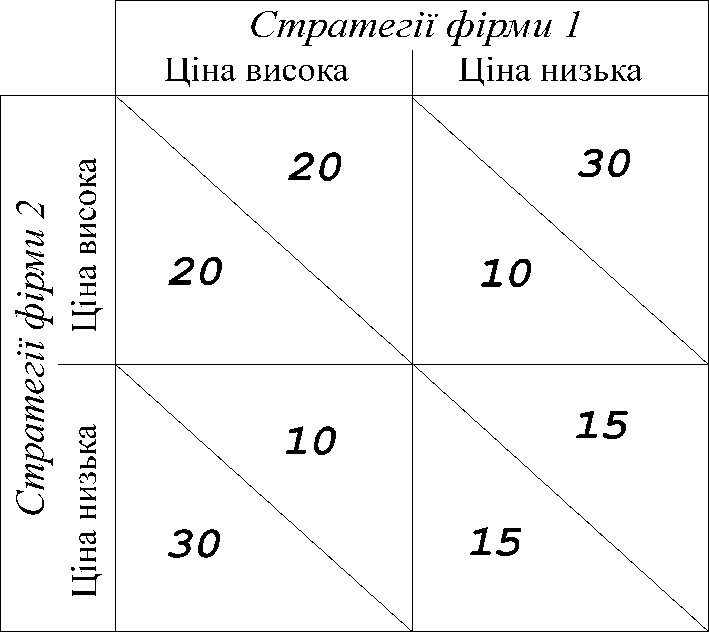 Стратегії фірми 1
Ціна висока Ціна низька
Стратегії фірми 2
Ціна висока
20 30
20 10
Ціна низька
10 15
30 15